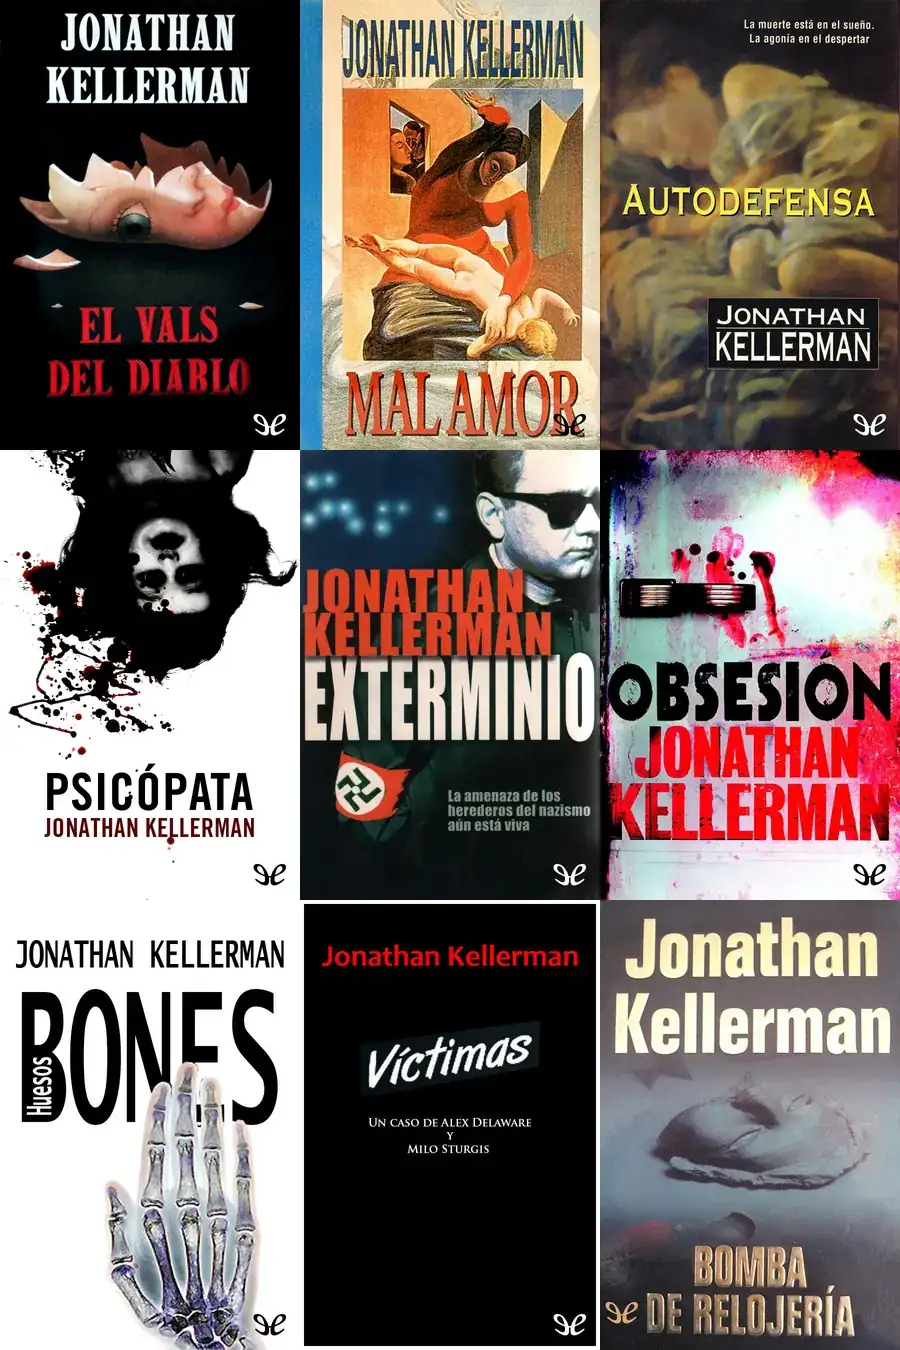 JONATHAN
KELLERMAN
EL VALS
DEL DIABLO
JONATHAN KELLERMAN
MAL AMOR
La muerte está en el sueño.
La agonía en el despertar
AUTODEFENSA
JONATHAN
KELLERMAN
PSICÓPATA
JONATHAN KELLERMAN
JONATHAN
KELLERMAN
EXTERMINIO
La amenaza de los
herederos del nazismo
aún está viva
OBSESIÓN
JONATHAN
KELLERMAN
JONATHAN KELLERMAN
BONES
Huesos
Jonathan Kellerman
Víctimas
UN CASO DE ALEX DELAWARE
Y
MILO STURGIS
Jonathan
Kellerman
BOMBA
DE RELOJERÍA